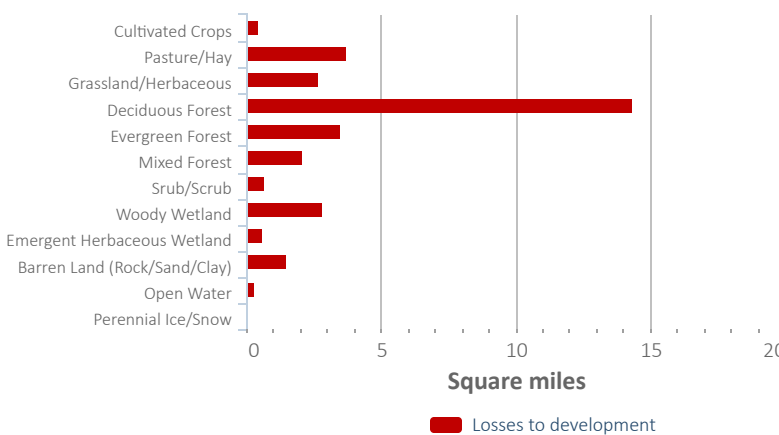 Cultivated Crops
Pasture/Hay
Grassland/Herbaceous
Deciduous Forest
Evergreen Forest
Mixed Forest
Srub/Scrub
Woody Wetland
Emergent Herbaceous Wetland
Barren Land (Rock/Sand/Clay)
Open Water
Perennial Ice/Snow
0 5 10 15 20
Square miles
Losses to development